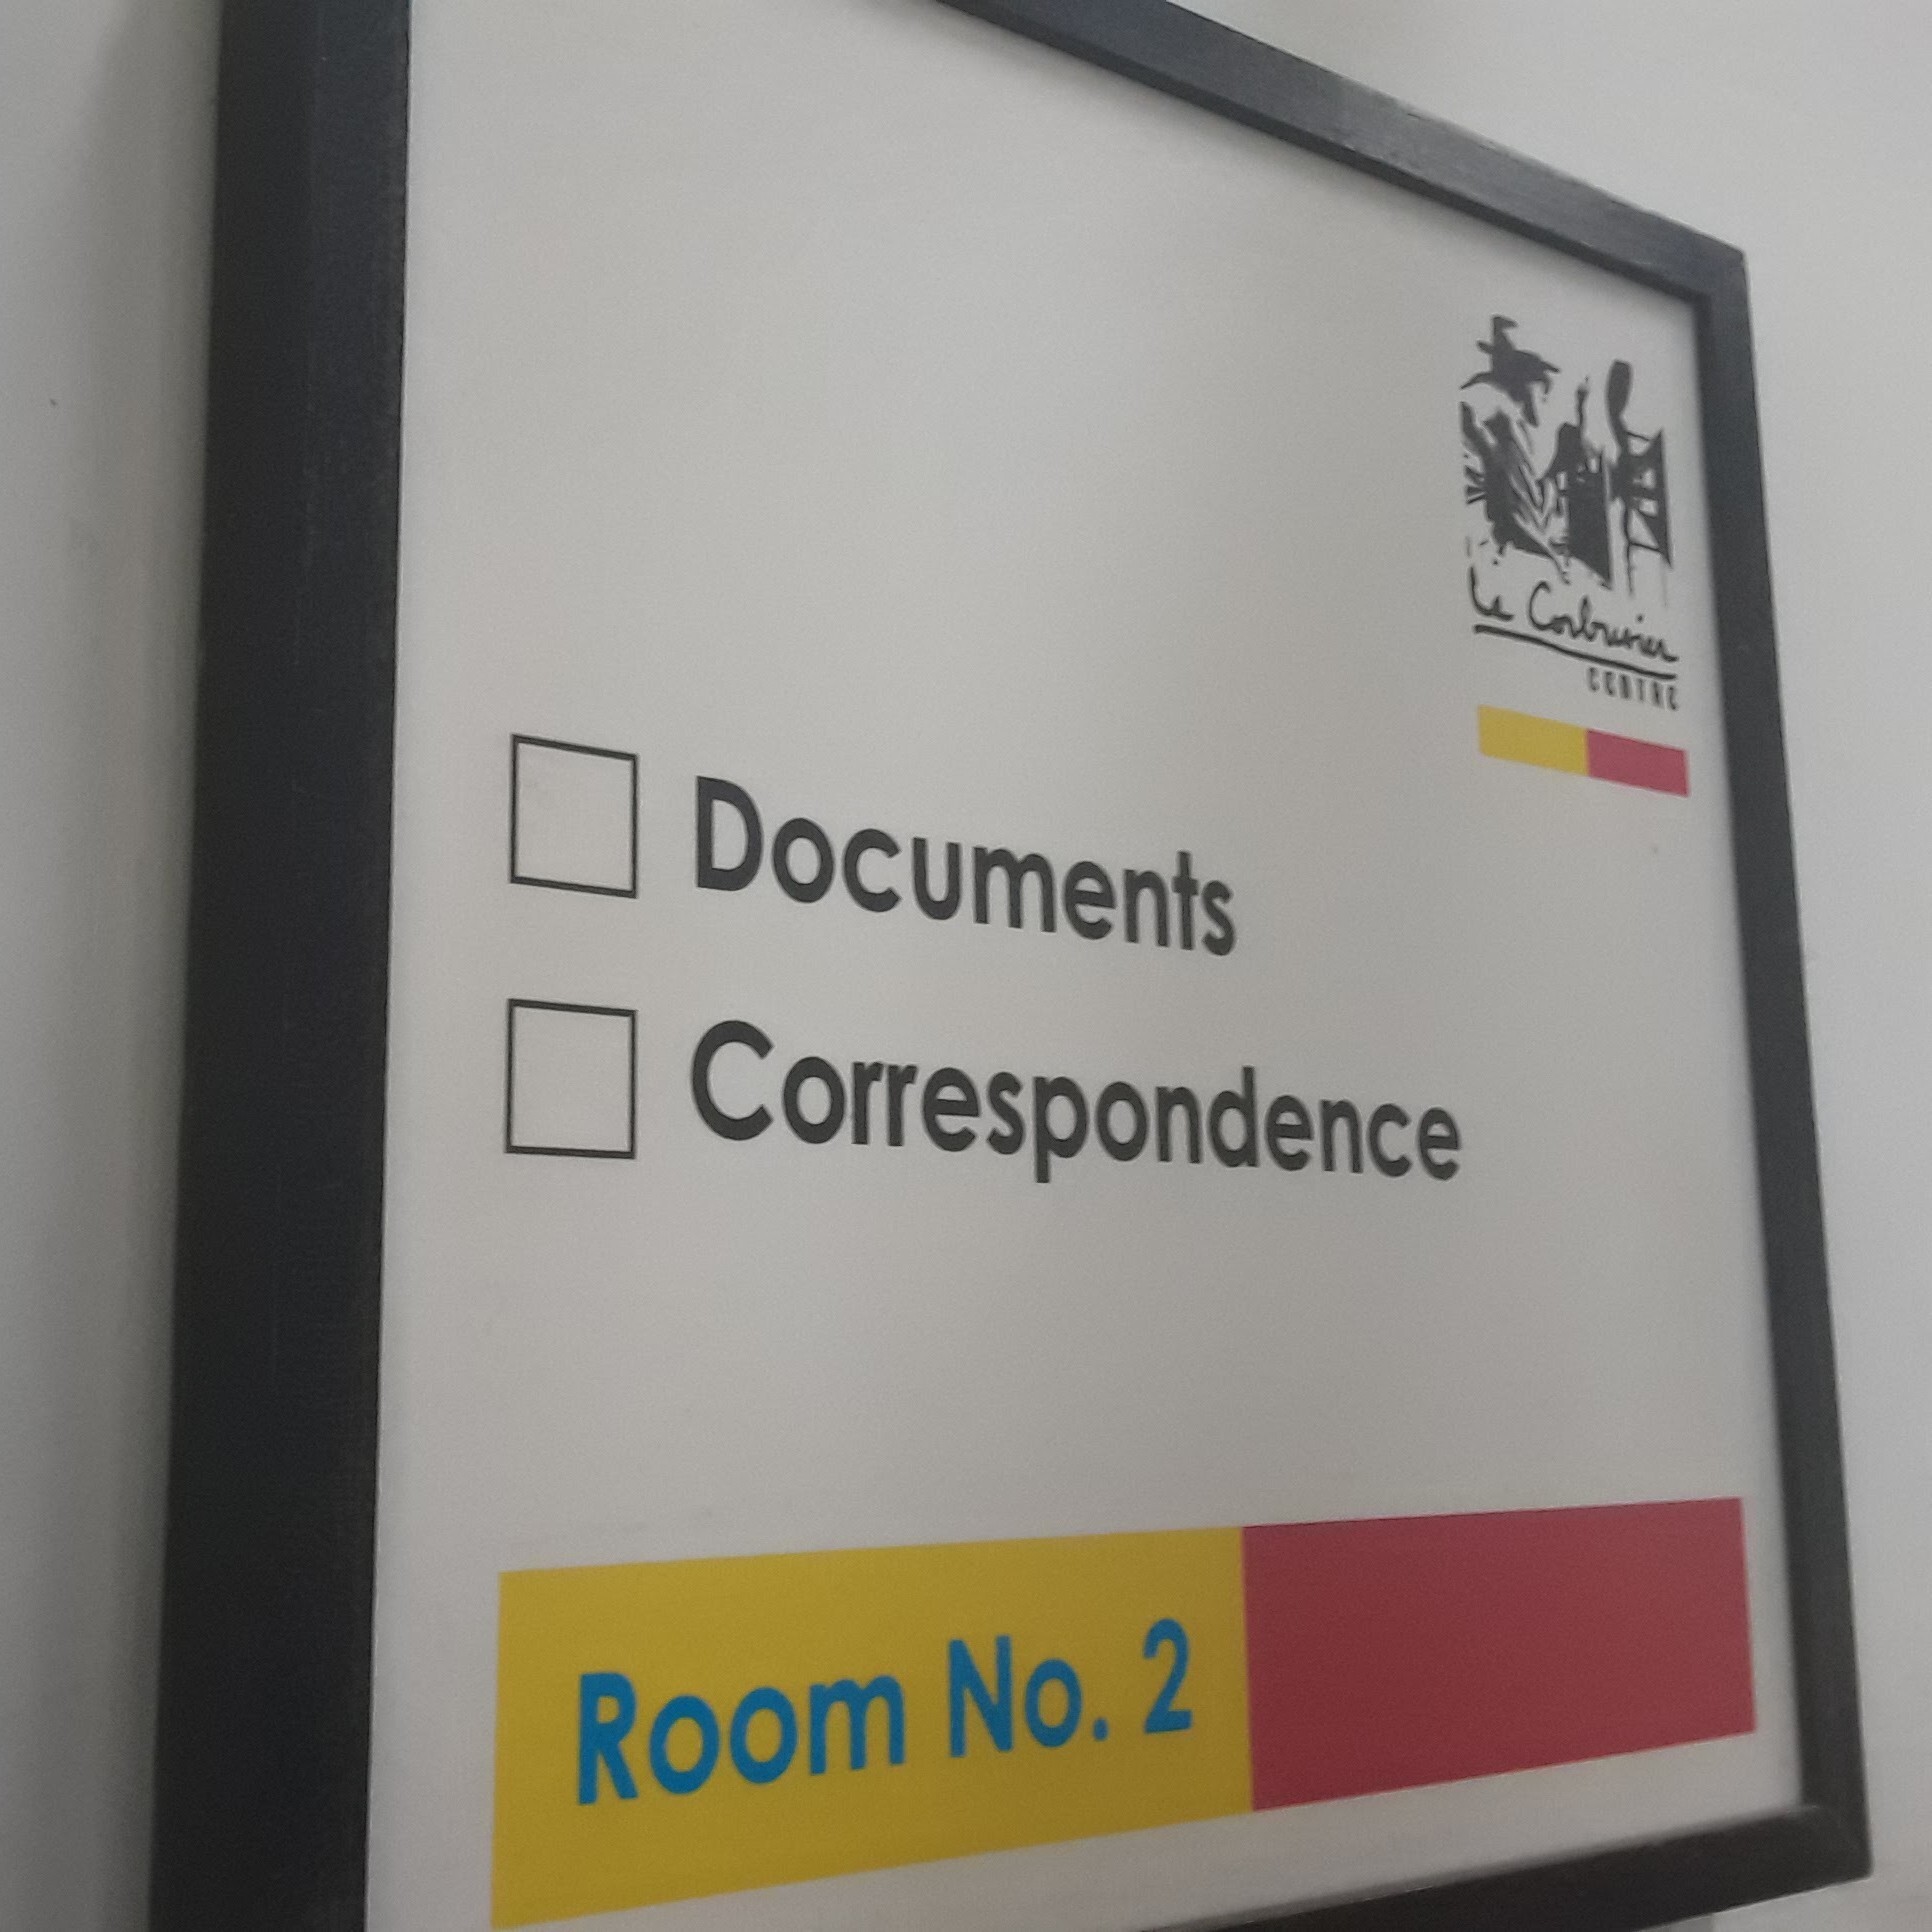 Le Corbusier
CENTRE
Documents
Correspondence
Room No. 2